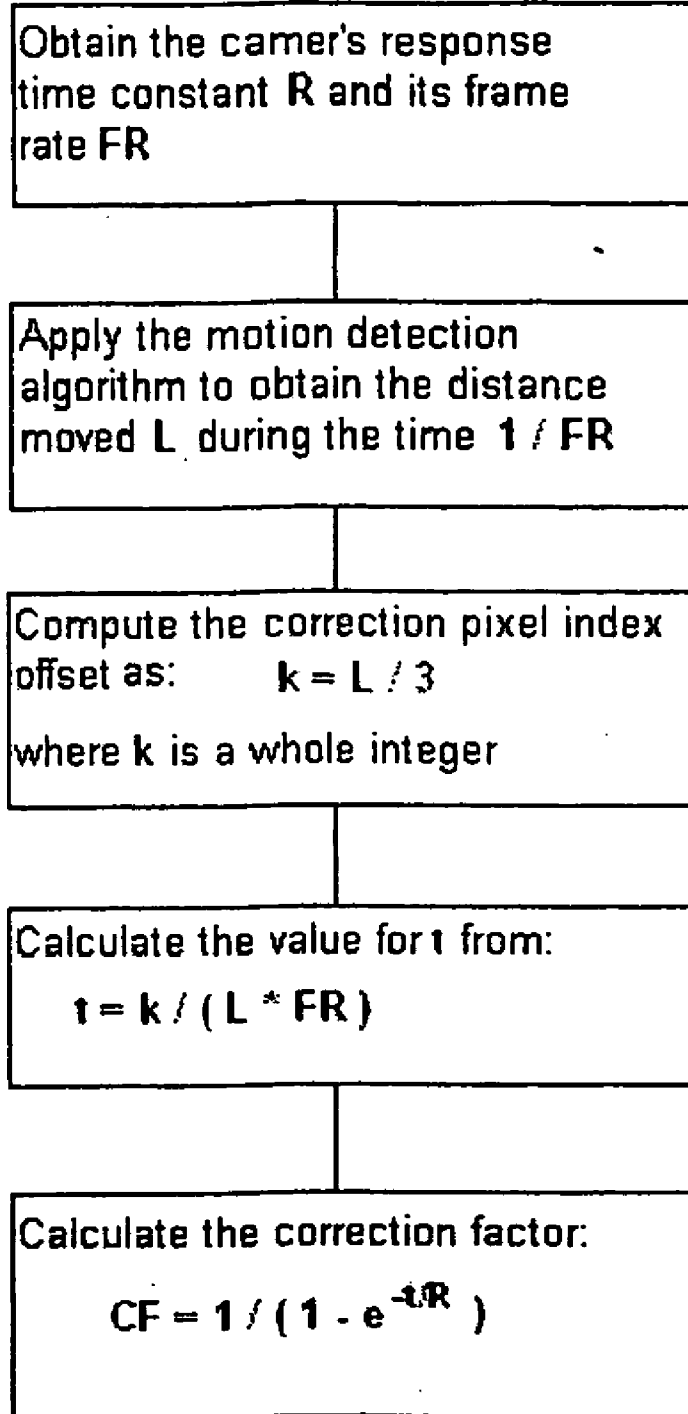 Obtain the camer's response
time constant R and its frame
rate FR
Apply the motion detection
algorithm to obtain the distance
moved L during the time 1 / FR
Compute the correction pixel index
offset as: k = L / 3
where k is a whole integer
Calculate the value for t from:
t = k / ( L * FR )
Calculate the correction factor:
CF = 1 / ( 1 - e^-t/R )